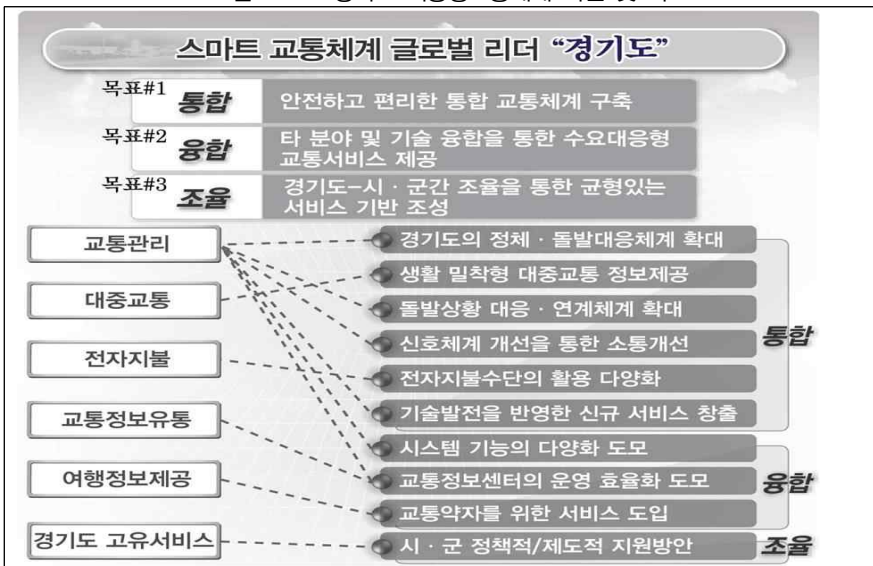 스마트 교통체계 글로벌 리더 “경기도”
목표#1 통합 안전하고 편리한 통합 교통체계 구축
목표#2 융합 타 분야 및 기술 융합을 통한 수요대응형
교통서비스 제공
목표#3 조율 경기도-시·군간 조율을 통한 균형있는
서비스 기반 조성
교통관리
대중교통
전자지불
교통정보유통
여행정보제공
경기도 고유서비스
경기도의 정체·돌발대응체계 확대
생활 밀착형 대중교통 정보제공
돌발상황 대응·연계체계 확대
신호체계 개선을 통한 소통개선
전자지불수단의 활용 다양화
기술발전을 반영한 신규 서비스 창출
시스템 기능의 다양화 도모
교통정보센터의 운영 효율화 도모
교통약자를 위한 서비스 도입
시·군 정책적/제도적 지원방안
통합
융합
조율